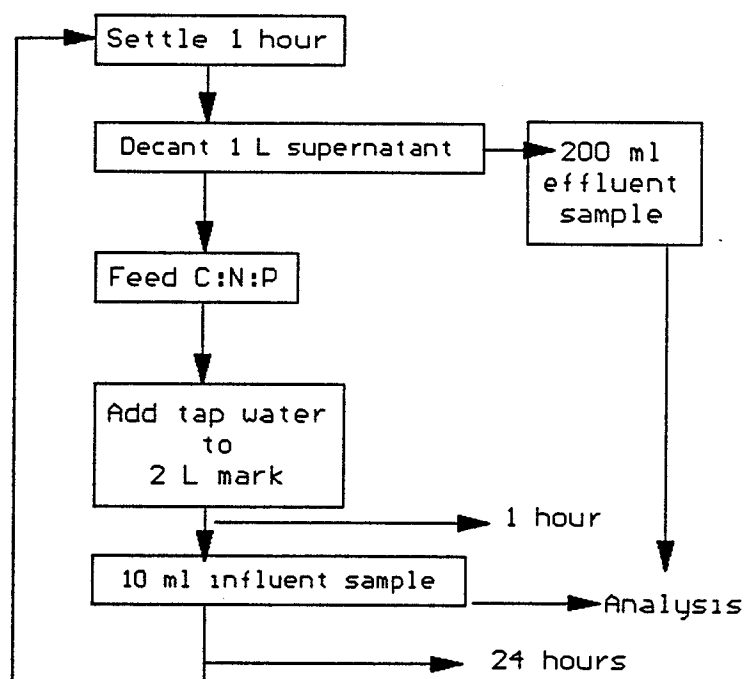 Settle 1 hour
Decant 1 L supernatant
200 ml
effluent
sample
Feed C:N:P
Add tap water
to
2 L mark
1 hour
10 ml influent sample
Analysis
24 hours